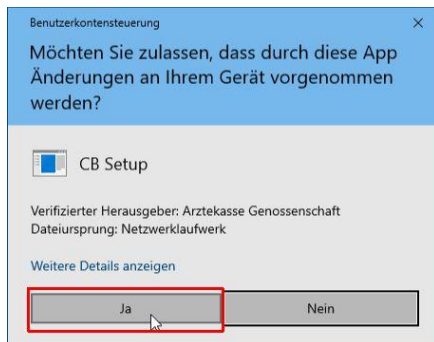 Benutzerkontensteuerung
Möchten Sie zulassen, dass durch diese App
Änderungen an Ihrem Gerät vorgenommen
werden?
CB Setup
Verifizierter Herausgeber: Arztekasse Genossenschaft
Dateiursprung: Netzwerklaufwerk
Weitere Details anzeigen
Ja
Nein